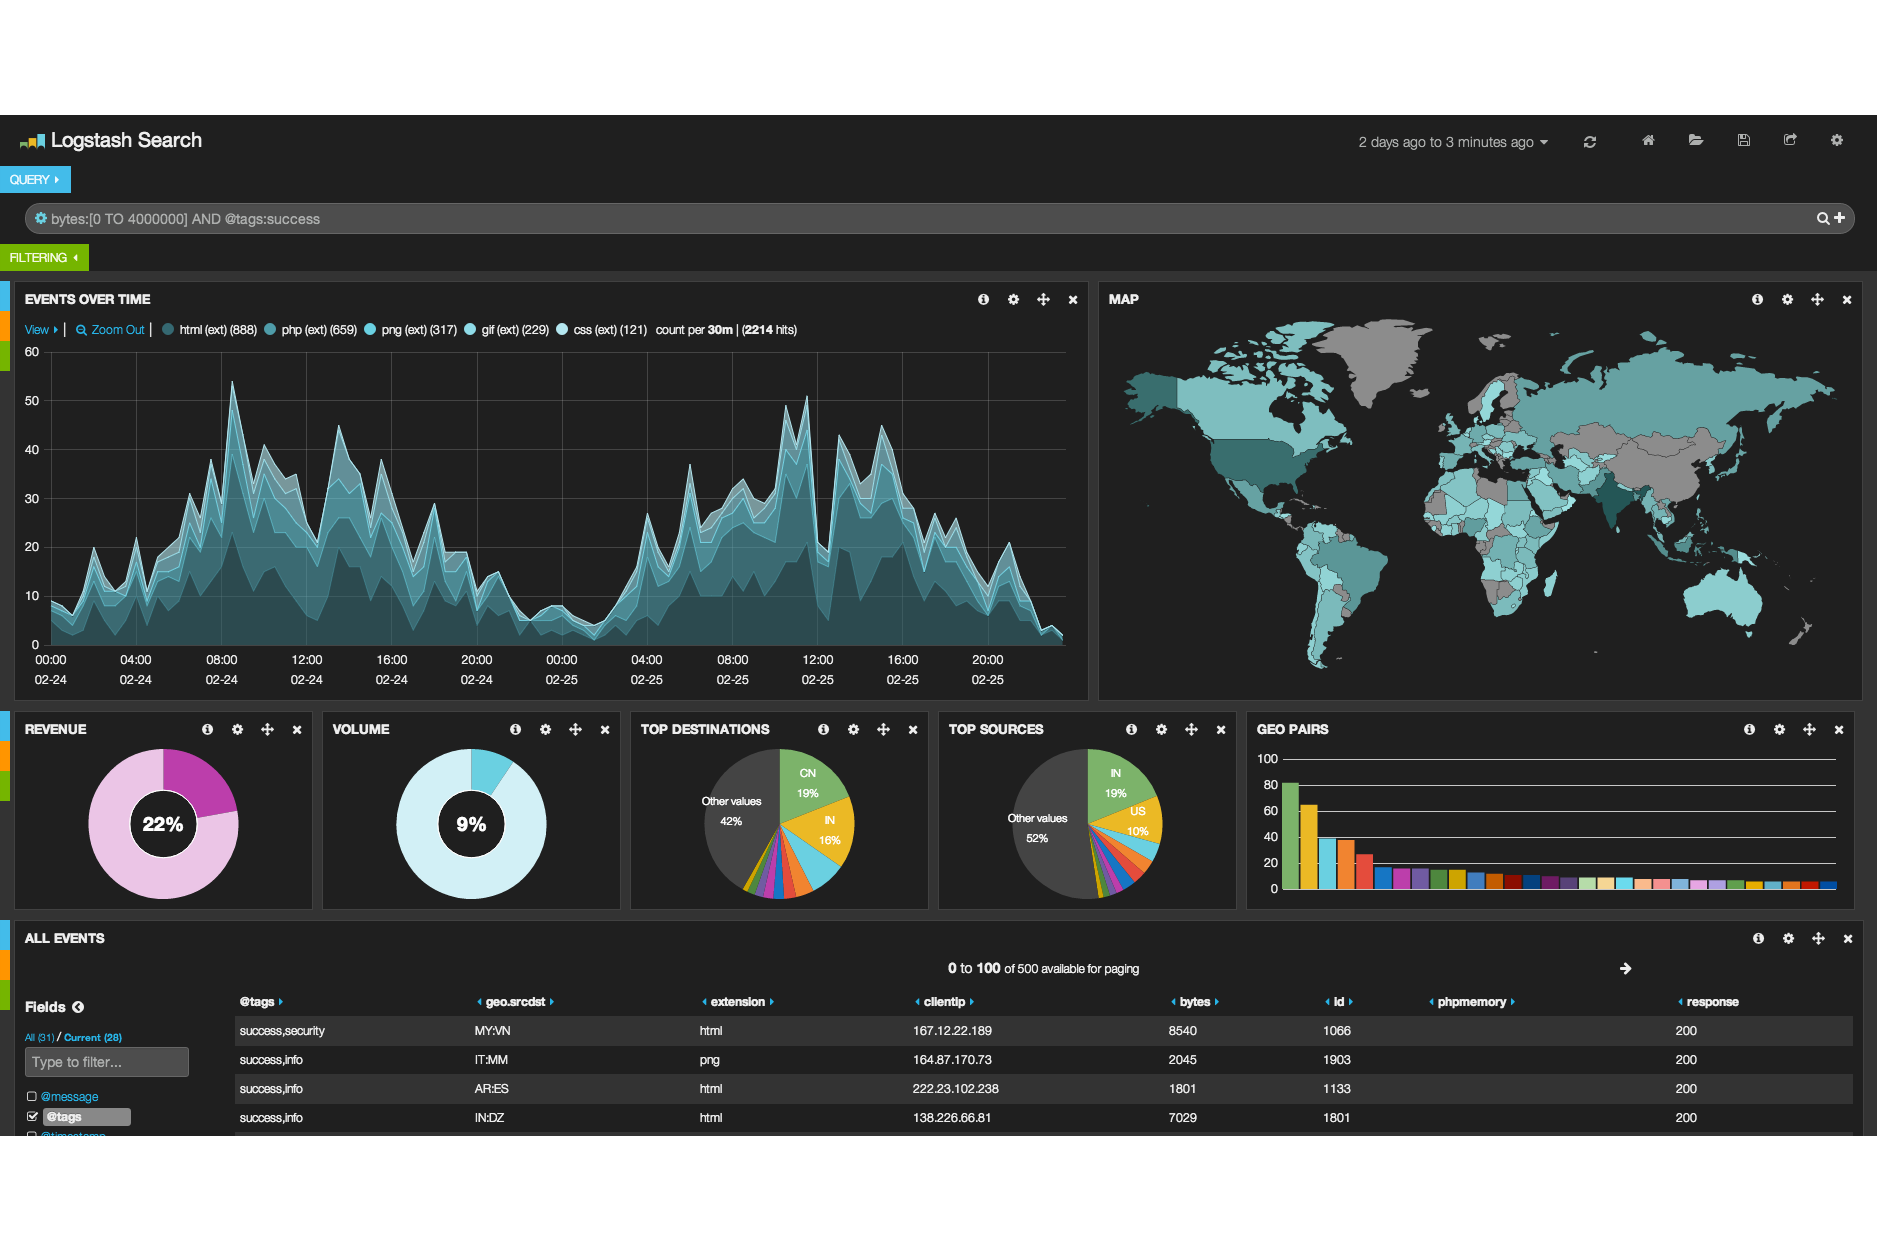 Logstash Search
2 days ago to 3 minutes ago
QUERY
bytes:[0 TO 4000000] AND @tags:success
FILTERING
EVENTS OVER TIME
View | Zoom Out | html (ext) (888) php (ext) (659) png (ext) (317) gif (ext) (229) css (ext) (121) count per 30m | (2214 hits)
60
50
40
30
20
10
0
00:00 04:00 08:00 12:00 16:00 20:00 00:00 04:00 08:00 12:00 16:00 20:00
02-24 02-24 02-24 02-24 02-24 02-24 02-25 02-25 02-25 02-25 02-25 02-25
MAP
REVENUE
22%
VOLUME
9%
TOP DESTINATIONS
CN
19%
IN
16%
Other values
42%
TOP SOURCES
IN
19%
US
10%
Other values
52%
GEO PAIRS
100
80
60
40
20
0
ALL EVENTS
0 to 100 of 500 available for paging
Fields
All (31) / Current (28)
Type to filter...
@message
@tags
@timestamp
@tags geo.srcdst extension clientip bytes id phpmemory response
success,security MY:VN html 167.12.22.189 8540 1066 200
success,info IT:MM png 164.87.170.73 2045 1903 200
success,info AR:ES html 222.23.102.238 1801 1133 200
success,info IN:DZ html 138.226.66.81 7029 1801 200